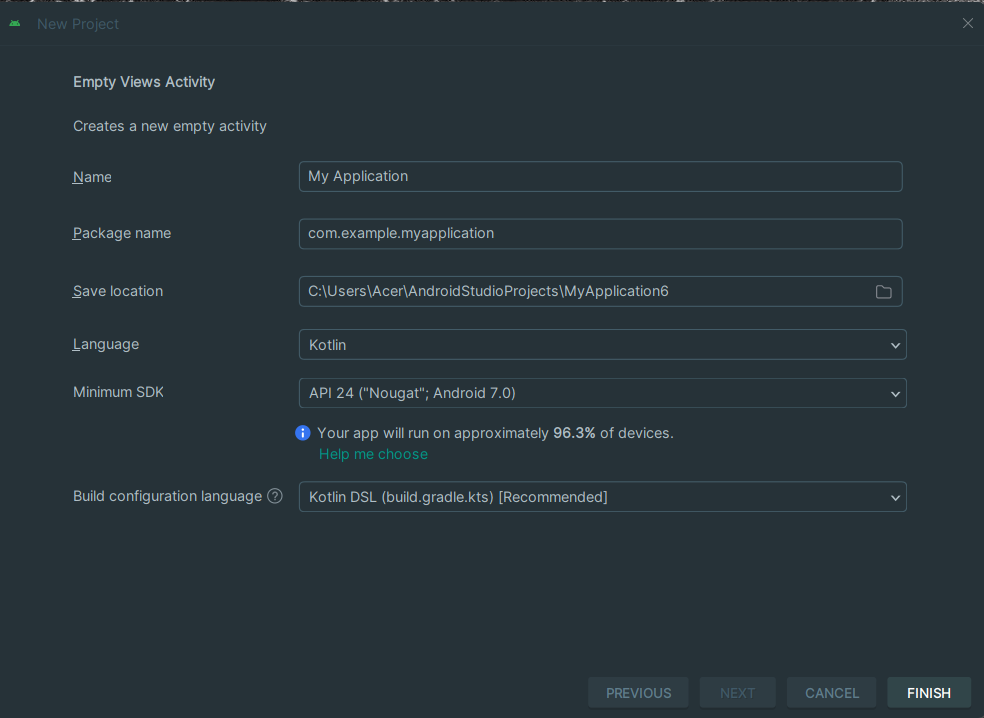 New Project
Empty Views Activity
Creates a new empty activity
Name My Application
Package name com.example.myapplication
Save location C:\Users\Acer\AndroidStudioProjects\MyApplication6
Language Kotlin
Minimum SDK API 24 ("Nougat"; Android 7.0)
Your app will run on approximately 96.3% of devices.
Help me choose
Build configuration language ? Kotlin DSL (build.gradle.kts) [Recommended]
PREVIOUS NEXT CANCEL FINISH